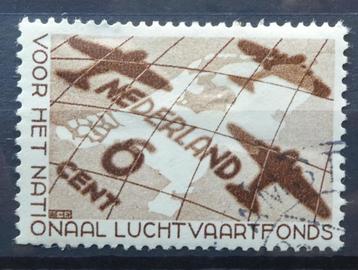 VOOR HET NATIONAAL LUCHTVAARTFONDS
NEDERLAND
6
CENT